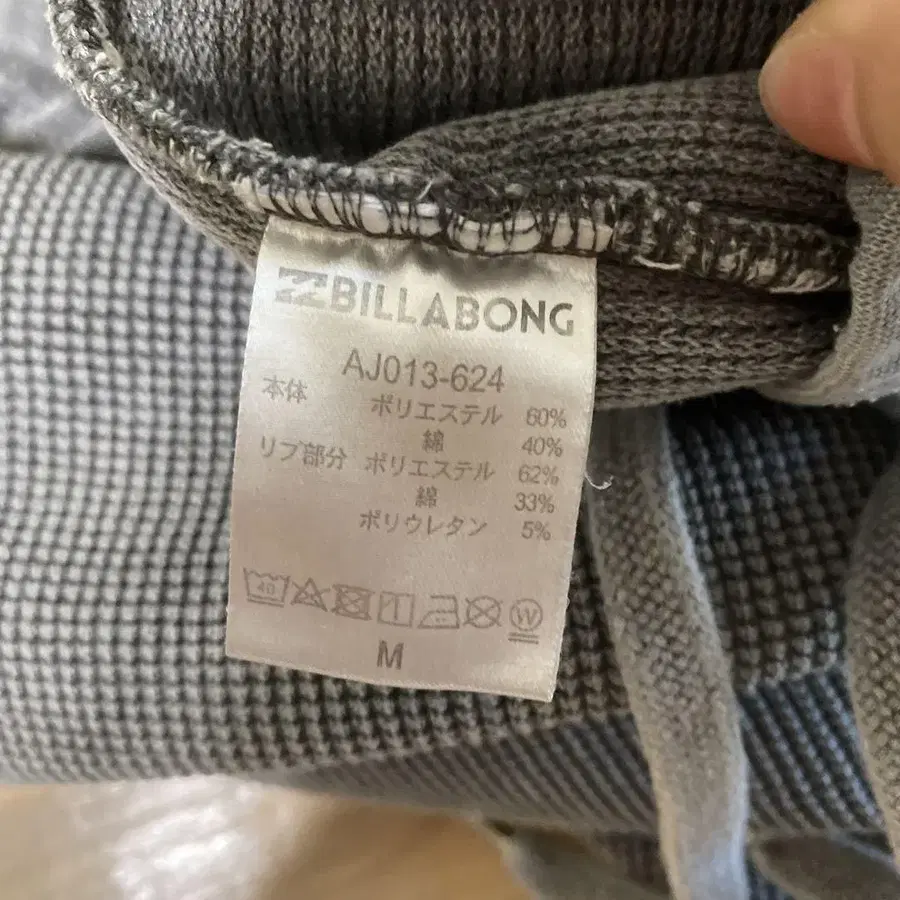 BILLABONG
AJ013-624
本体 ポリエステル 60%
綿 40%
リブ部分 ポリエステル 62%
綿 33%
ポリウレタン 5%
40 W
M